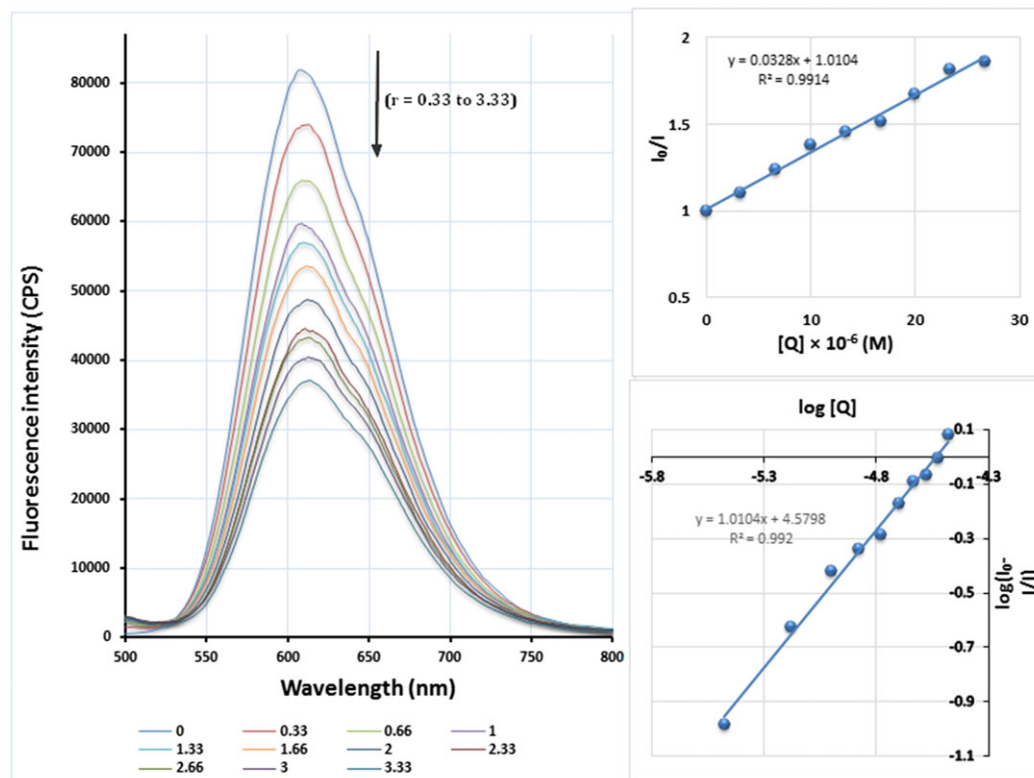 Fluorescence intensity (CPS)
80000
70000
60000
50000
40000
30000
20000
10000
0
(r = 0.33 to 3.33)
500 550 600 650 700 750 800
Wavelength (nm)
0 0.33 0.66 1
1.33 1.66 2 2.33
2.66 3 3.33
I₀/I
2
1.5
1
0.5
y = 0.0328x + 1.0104
R² = 0.9914
0 10 20 30
[Q] × 10⁻⁶ (M)
log [Q]
-5.8 -5.3 -4.8 -4.3
y = 1.0104x + 4.5798
R² = 0.992
0.1
-0.1
-0.3
-0.5
-0.7
-0.9
-1.1
log(I₀-
I/I)